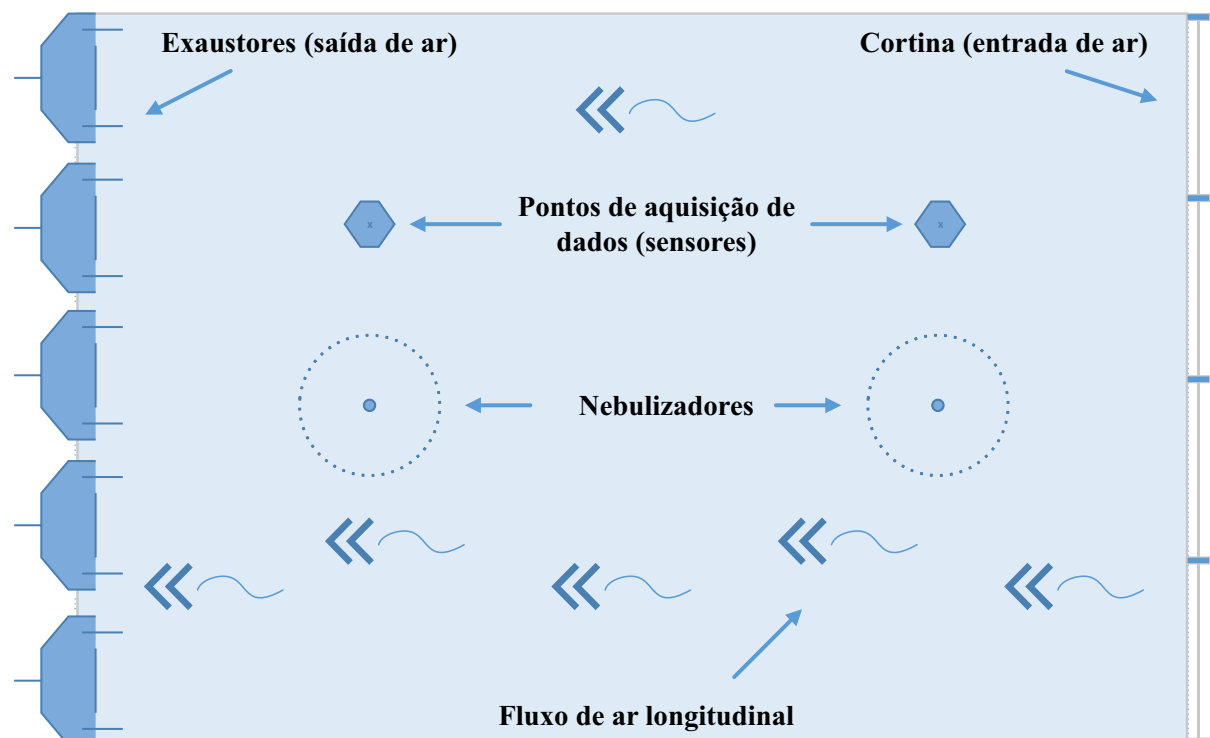 Exaustores (saída de ar)
Cortina (entrada de ar)
Pontos de aquisição de
dados (sensores)
x
x
Nebulizadores
Fluxo de ar longitudinal